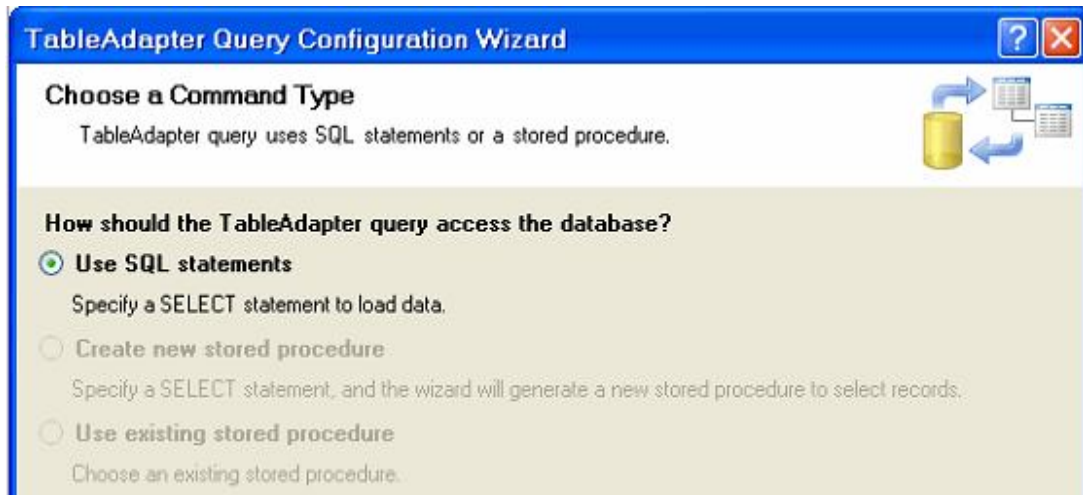 TableAdapter Query Configuration Wizard
?
Choose a Command Type
TableAdapter query uses SQL statements or a stored procedure.
How should the TableAdapter query access the database?
Use SQL statements
Specify a SELECT statement to load data.
Create new stored procedure
Specify a SELECT statement, and the wizard will generate a new stored procedure to select records.
Use existing stored procedure
Choose an existing stored procedure.